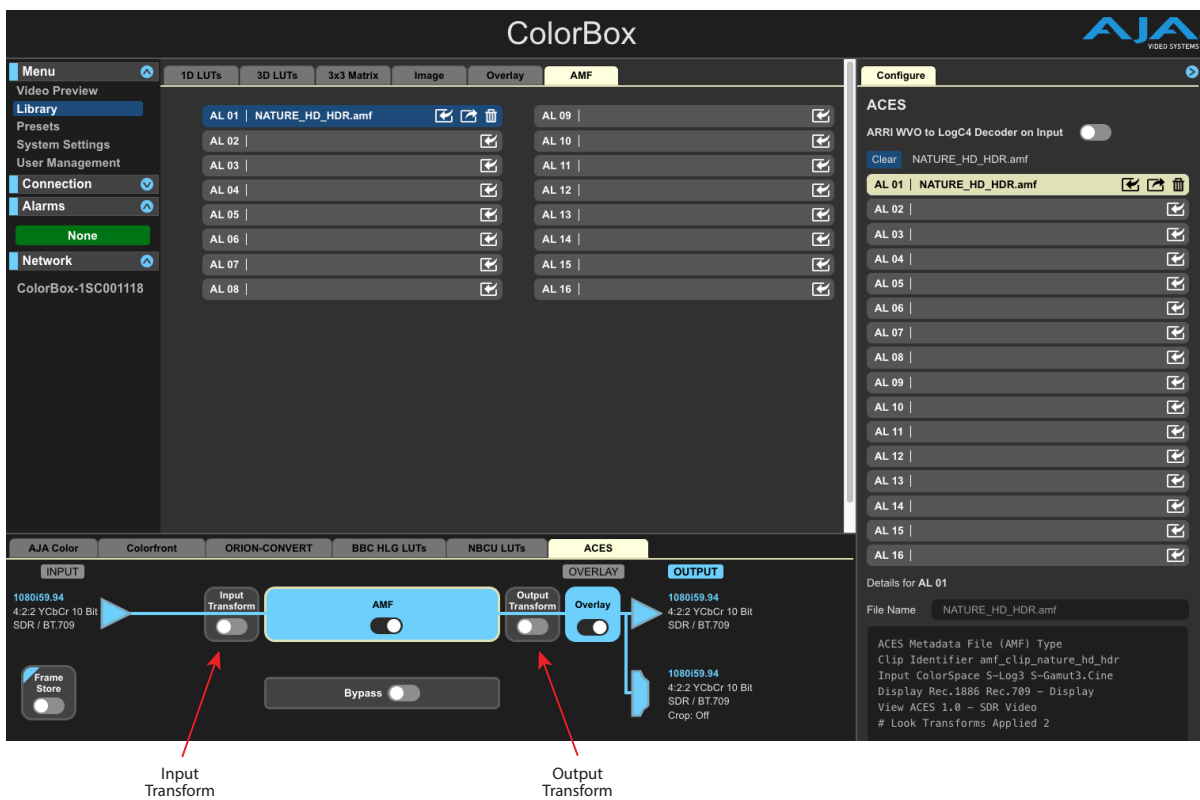 ColorBox
AJA
VIDEO SYSTEMS
Menu
Video Preview
Library
Presets
System Settings
User Management
Connection
Alarms
None
Network
ColorBox-1SC001118
1D LUTs
3D LUTs
3x3 Matrix
Image
Overlay
AMF
AL 01 | NATURE_HD_HDR.amf
AL 02 |
AL 03 |
AL 04 |
AL 05 |
AL 06 |
AL 07 |
AL 08 |
AL 09 |
AL 10 |
AL 11 |
AL 12 |
AL 13 |
AL 14 |
AL 15 |
AL 16 |
Configure
ACES
ARRI WVO to LogC4 Decoder on Input
Clear NATURE_HD_HDR.amf
AL 01 | NATURE_HD_HDR.amf
AL 02 |
AL 03 |
AL 04 |
AL 05 |
AL 06 |
AL 07 |
AL 08 |
AL 09 |
AL 10 |
AL 11 |
AL 12 |
AL 13 |
AL 14 |
AL 15 |
AL 16 |
Details for AL 01
File Name NATURE_HD_HDR.amf
ACES Metadata File (AMF) Type
Clip Identifier amf_clip_nature_hd_hdr
Input ColorSpace S-Log3 S-Gamut3.Cine
Display Rec.1886 Rec.709 - Display
View ACES 1.0 - SDR Video
# Look Transforms Applied 2
AJA Color
Colorfront
ORION-CONVERT
BBC HLG LUTs
NBCU LUTs
ACES
INPUT
1080i59.94
4:2:2 YCbCr 10 Bit
SDR / BT.709
Frame
Store
Input
Transform
AMF
Bypass
Output
Transform
OVERLAY
Overlay
OUTPUT
1080i59.94
4:2:2 YCbCr 10 Bit
SDR / BT.709
1080i59.94
4:2:2 YCbCr 10 Bit
SDR / BT.709
Crop: Off
Input
Transform
Output
Transform